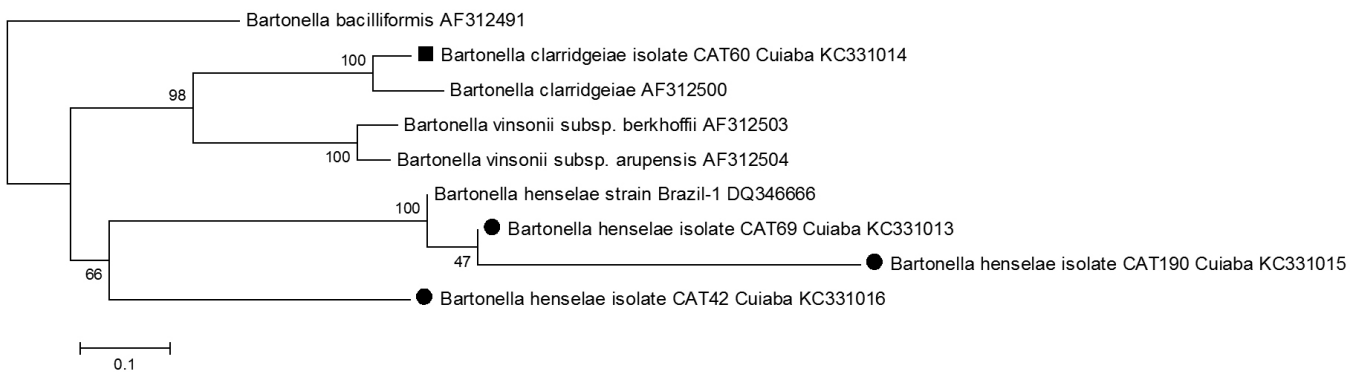 Bartonella bacilliformis AF312491
Bartonella clarridgeiae isolate CAT60 Cuiaba KC331014
100
Bartonella clarridgeiae AF312500
98
Bartonella vinsonii subsp. berkhoffii AF312503
100
Bartonella vinsonii subsp. arupensis AF312504
Bartonella henselae strain Brazil-1 DQ346666
100
Bartonella henselae isolate CAT69 Cuiaba KC331013
47
Bartonella henselae isolate CAT190 Cuiaba KC331015
66
Bartonella henselae isolate CAT42 Cuiaba KC331016
0.1